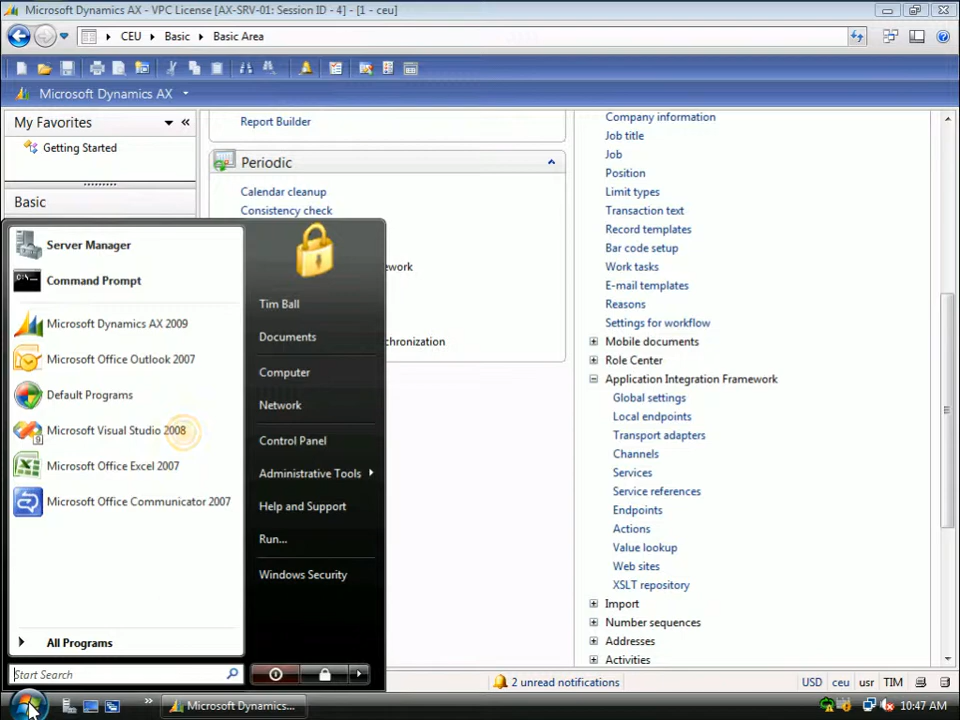 Microsoft Dynamics AX - VPC License [AX-SRV-01: Session ID - 4] - [1 - ceu]
CEU
Basic
Basic Area
Microsoft Dynamics AX
My Favorites
Getting Started
Basic
Report Builder
Periodic
Calendar cleanup
Consistency check
Company information
Job title
Job
Position
Limit types
Transaction text
Record templates
Bar code setup
Work tasks
E-mail templates
Reasons
Settings for workflow
Mobile documents
Role Center
Application Integration Framework
Global settings
Local endpoints
Transport adapters
Channels
Services
Service references
Endpoints
Actions
Value lookup
Web sites
XSLT repository
Import
Number sequences
Addresses
Activities
Server Manager
Command Prompt
Microsoft Dynamics AX 2009
Microsoft Office Outlook 2007
Default Programs
Microsoft Visual Studio 2008
9
Microsoft Office Excel 2007
Microsoft Office Communicator 2007
All Programs
Start Search
Tim Ball
Documents
Computer
Network
Control Panel
Administrative Tools
Help and Support
Run...
Windows Security
2 unread notifications
USD
ceu
usr
TIM
Microsoft Dynamics...
10:47 AM